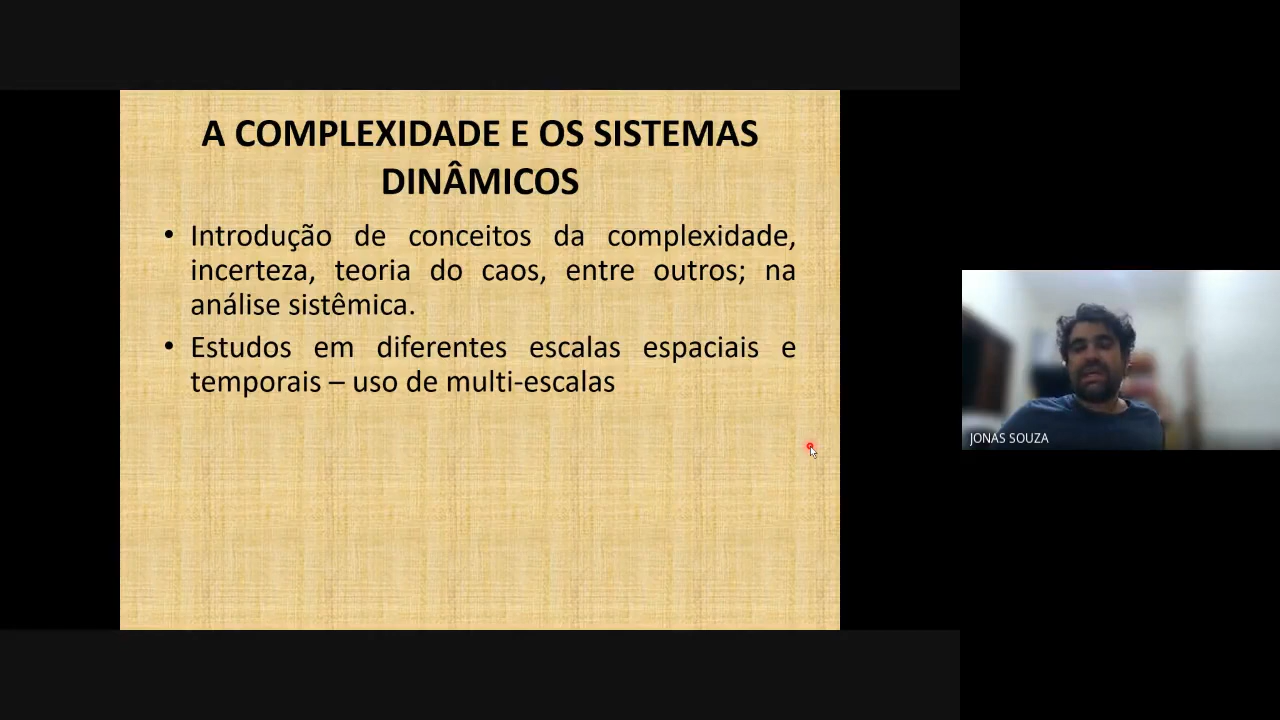 A COMPLEXIDADE E OS SISTEMAS
DINÂMICOS
• Introdução de conceitos da complexidade,
incerteza, teoria do caos, entre outros; na
análise sistêmica.
• Estudos em diferentes escalas espaciais e
temporais – uso de multi-escalas
JONAS SOUZA